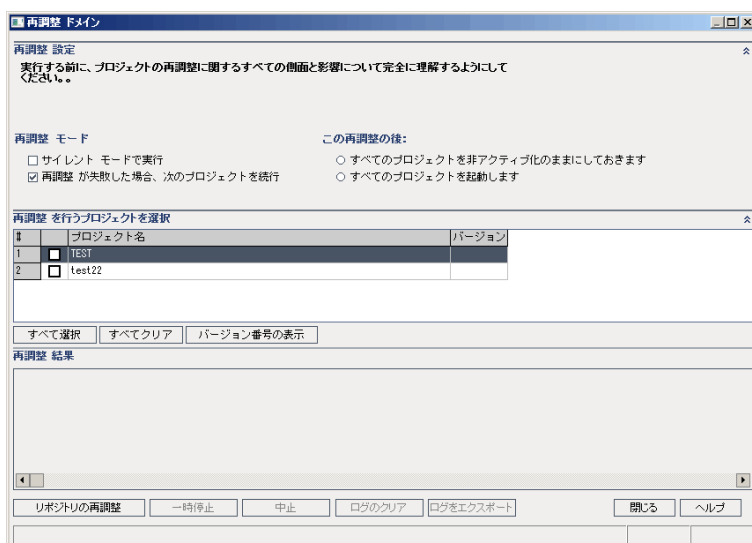 再調整 ドメイン
再調整 設定
実行する前に、プロジェクトの再調整に関するすべての側面と影響について完全に理解するようにして
ください。。
再調整 モード
この再調整の後:
サイレント モードで実行
すべてのプロジェクトを非アクティブ化のままにしておきます
再調整 が失敗した場合、次のプロジェクトを続行
すべてのプロジェクトを起動します
再調整 を行うプロジェクトを選択
# プロジェクト名 バージョン
1 TEST
2 test22
すべて選択 すべてクリア バージョン番号の表示
再調整 結果
リポジトリの再調整 一時停止 中止 ログのクリア ログをエクスポート 閉じる ヘルプ